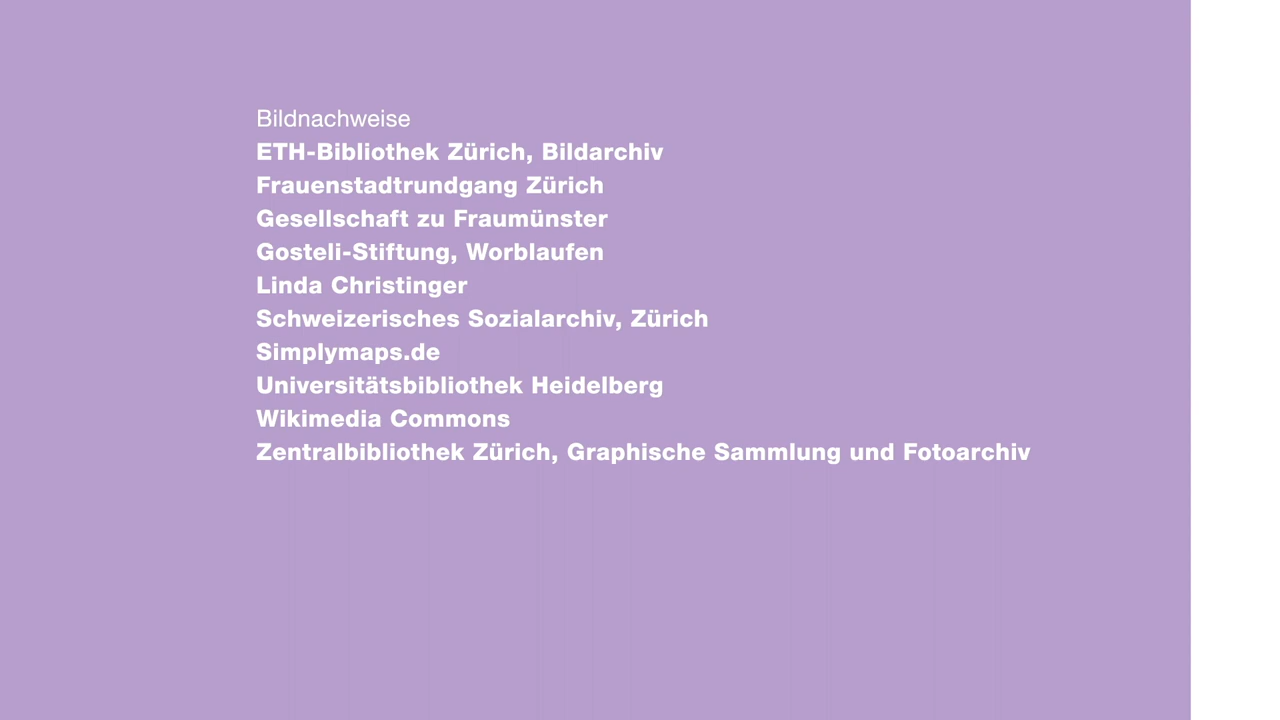 Bildnachweise
ETH-Bibliothek Zürich, Bildarchiv
Frauenstadtrundgang Zürich
Gesellschaft zu Fraumünster
Gosteli-Stiftung, Worblaufen
Linda Christinger
Schweizerisches Sozialarchiv, Zürich
Simplymaps.de
Universitätsbibliothek Heidelberg
Wikimedia Commons
Zentralbibliothek Zürich, Graphische Sammlung und Fotoarchiv